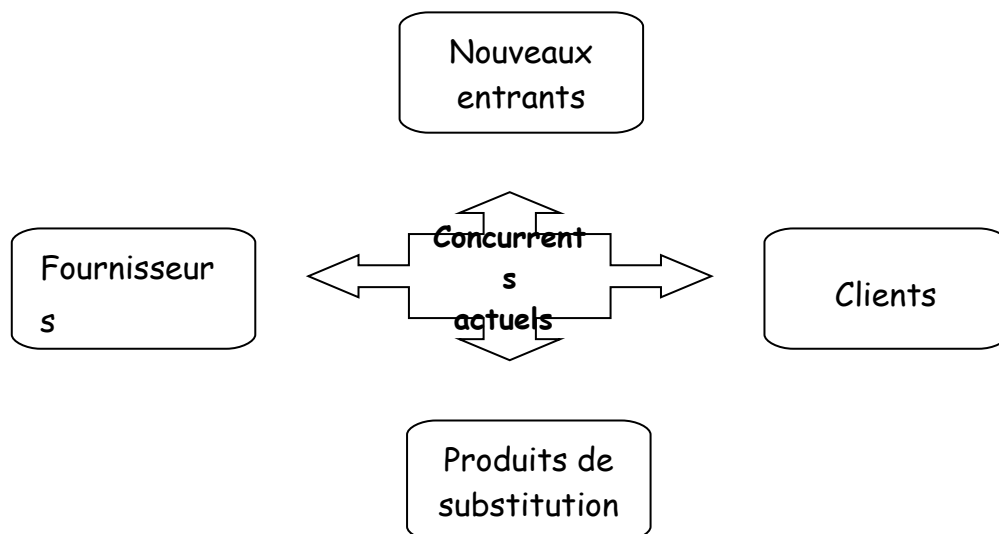 Nouveaux
entrants
Concurrent
s
actuels
Fournisseur
s
Clients
Produits de
substitution